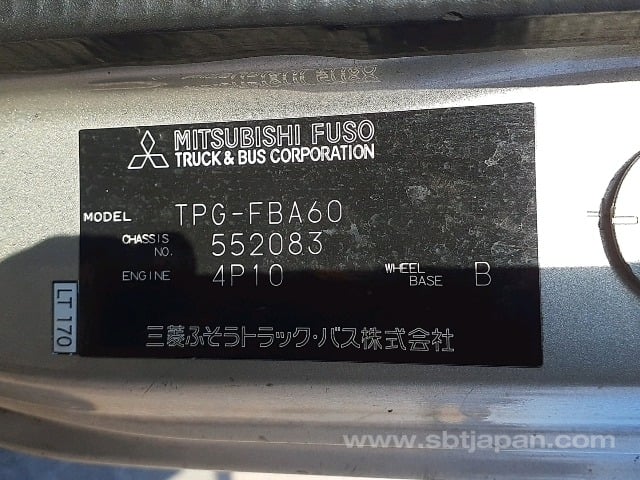 MITSUBISHI FUSO
TRUCK & BUS CORPORATION
MODEL TPG-FBA60
CHASSIS NO. 552083
ENGINE 4P10 WHEEL BASE B
LT 170
三菱ふそうトラック・バス株式会社
www.sbtjapan.com